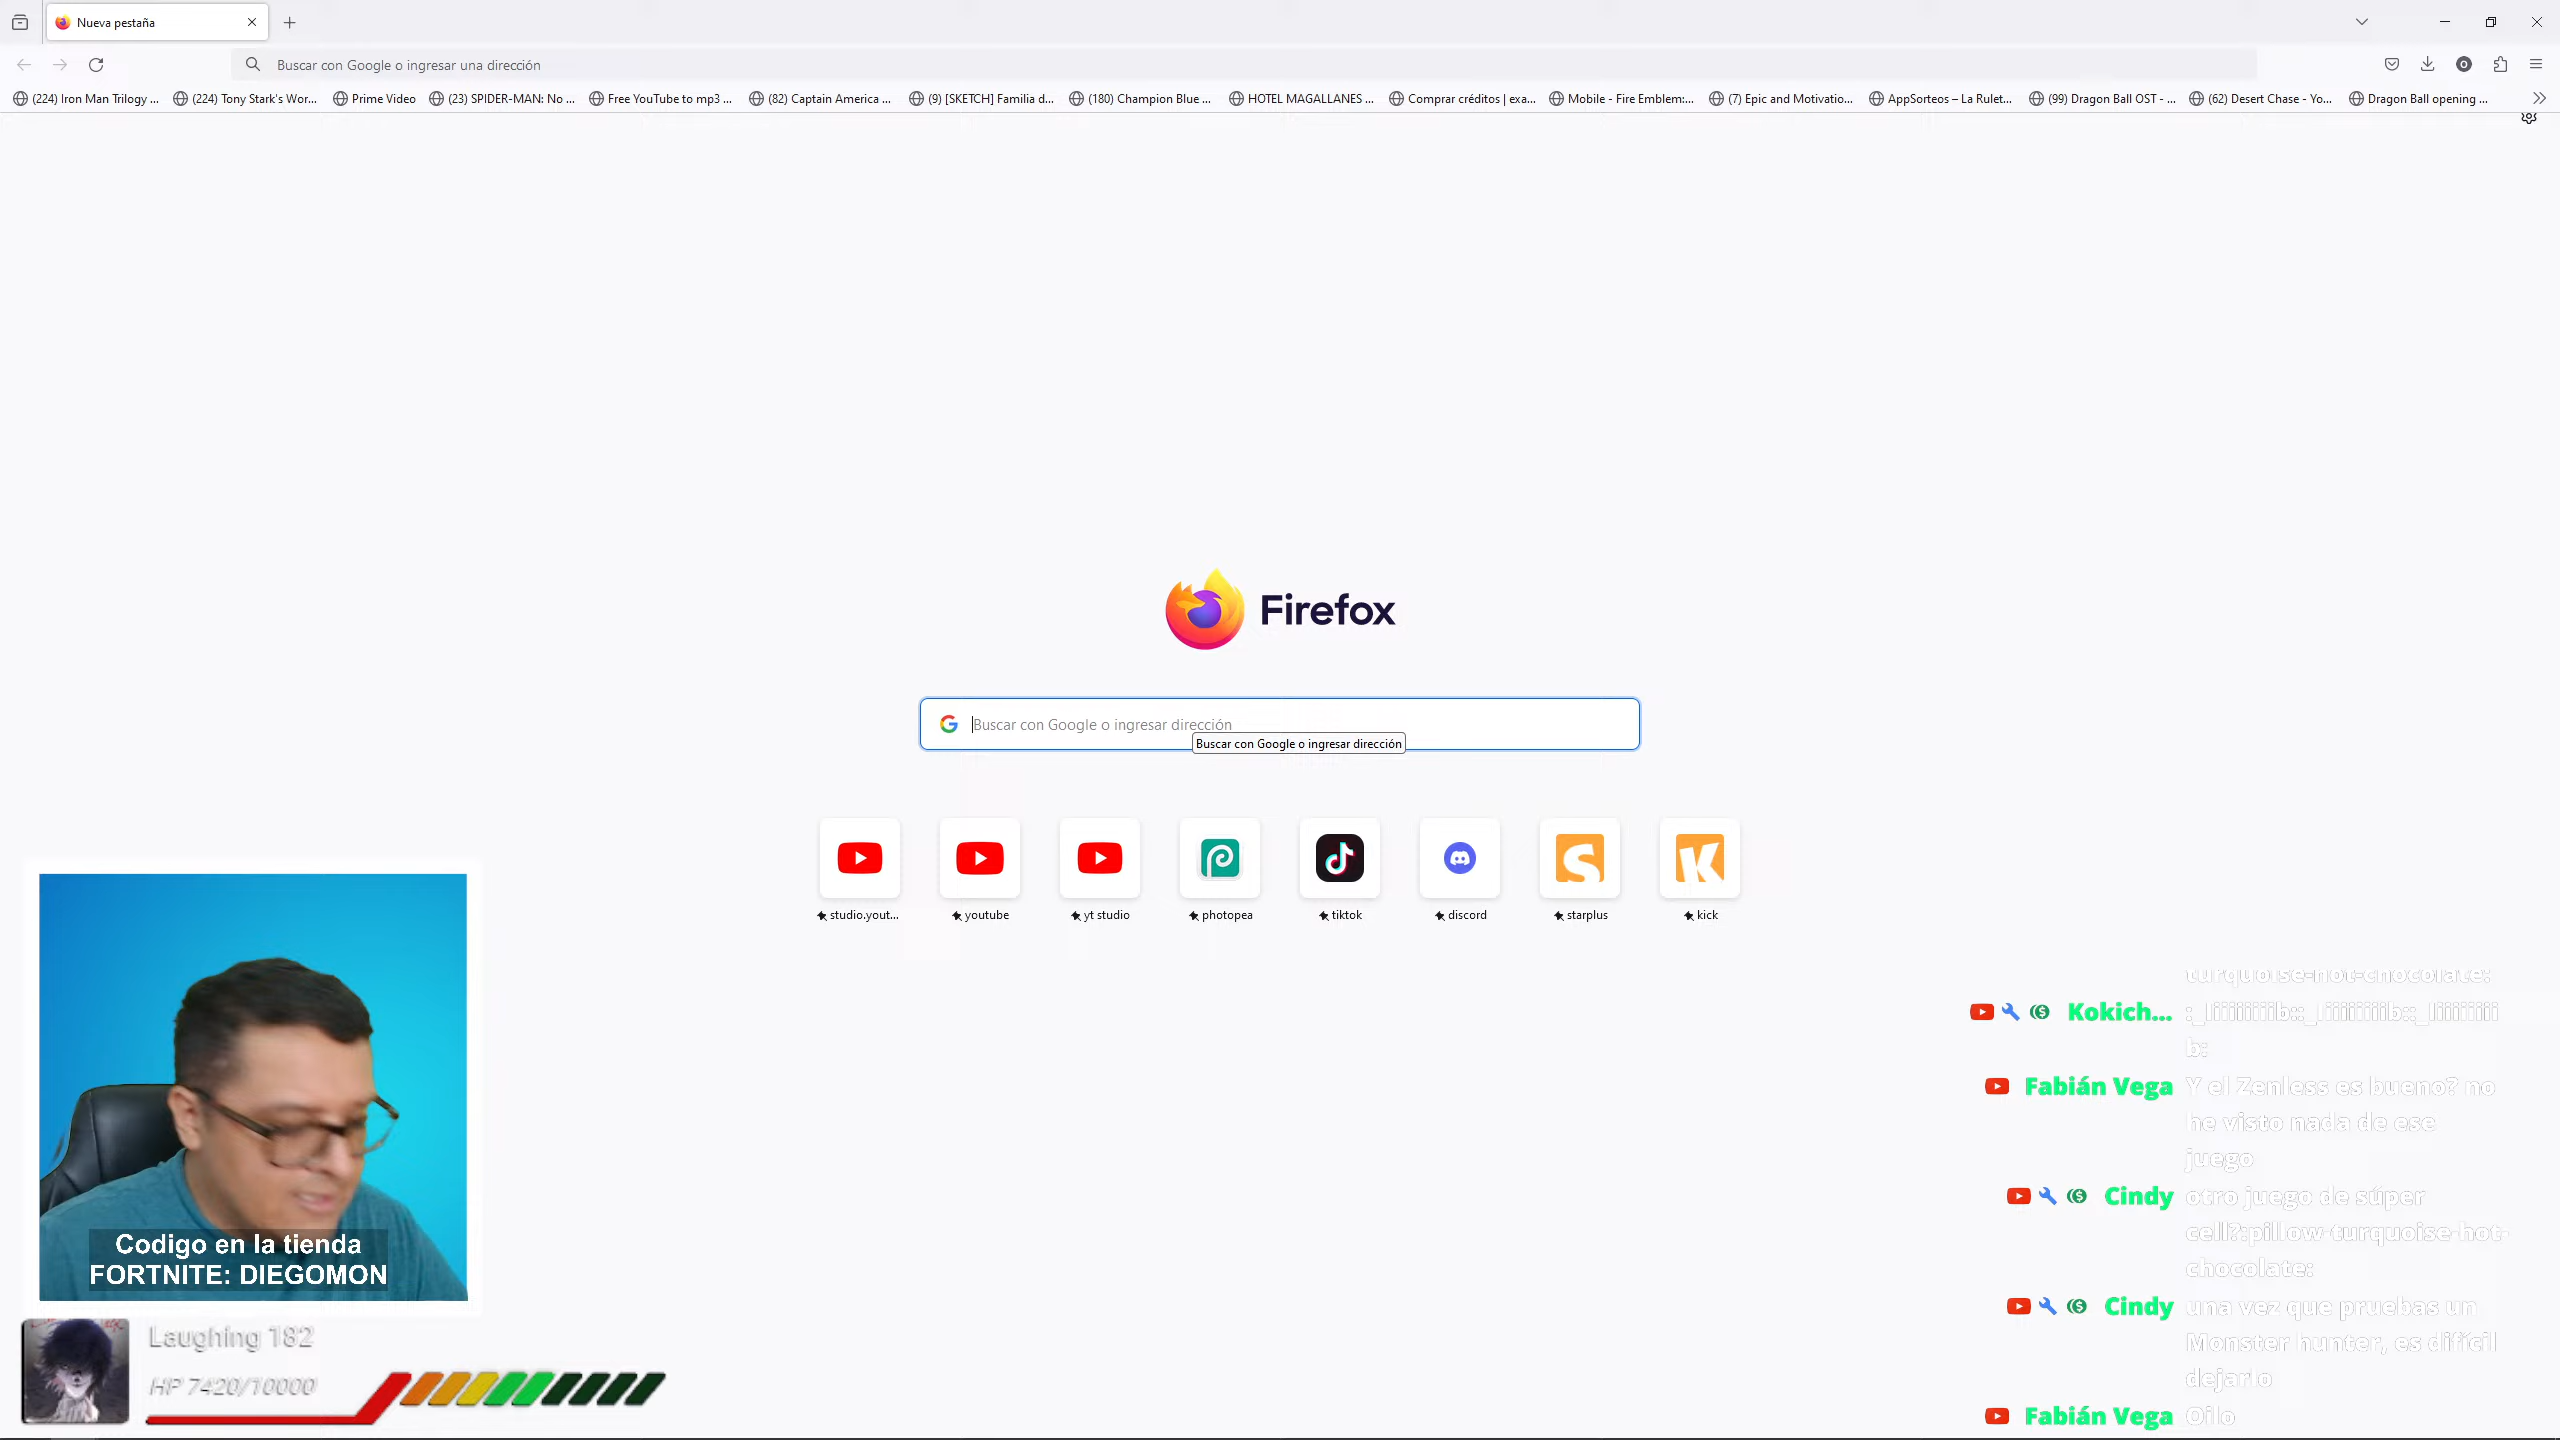 Nueva pestaña
Buscar con Google o ingresar una dirección
(224) Iron Man Trilogy ...
(224) Tony Stark's Wor...
Prime Video
(23) SPIDER-MAN: No ...
Free YouTube to mp3 ...
(82) Captain America ...
(9) [SKETCH] Familia d...
(180) Champion Blue ...
HOTEL MAGALLANES ...
Comprar créditos | exa...
Mobile - Fire Emblem:...
(7) Epic and Motivatio...
AppSorteos – La Rulet...
(99) Dragon Ball OST - ...
(62) Desert Chase - Yo...
Dragon Ball opening ...
Firefox
Buscar con Google o ingresar dirección
Buscar con Google o ingresar dirección
studio.yout...
youtube
yt studio
photopea
tiktok
discord
starplus
kick
Codigo en la tienda
FORTNITE: DIEGOMON
Laughing 182
HP 7420/10000
turquoise-hot-chocolate:
Kokich...
b:
Fabián Vega Y el Zenless es bueno? no
he visto nada de ese
juego
Cindy otro juego de súper
cell?:pillow-turquoise-hot-
chocolate:
Cindy una vez que pruebas un
Monster hunter, es difícil
dejarlo
Fabián Vega Oilo